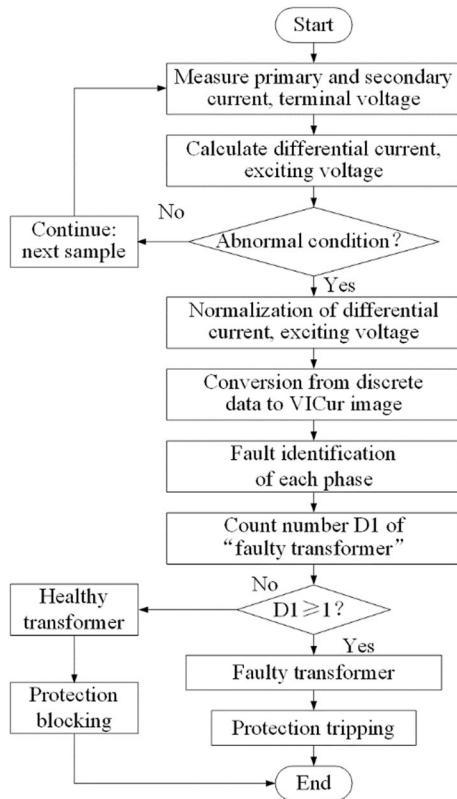 Start
Measure primary and secondary
current, terminal voltage
Calculate differential current,
exciting voltage
No
Continue:
next sample
Abnormal condition?
Yes
Normalization of differential
current, exciting voltage
Conversion from discrete
data to VICur image
Fault identification
of each phase
Count number D1 of
“faulty transformer”
No
Healthy
transformer
D1≥1?
Yes
Faulty transformer
Protection
blocking
Protection tripping
End